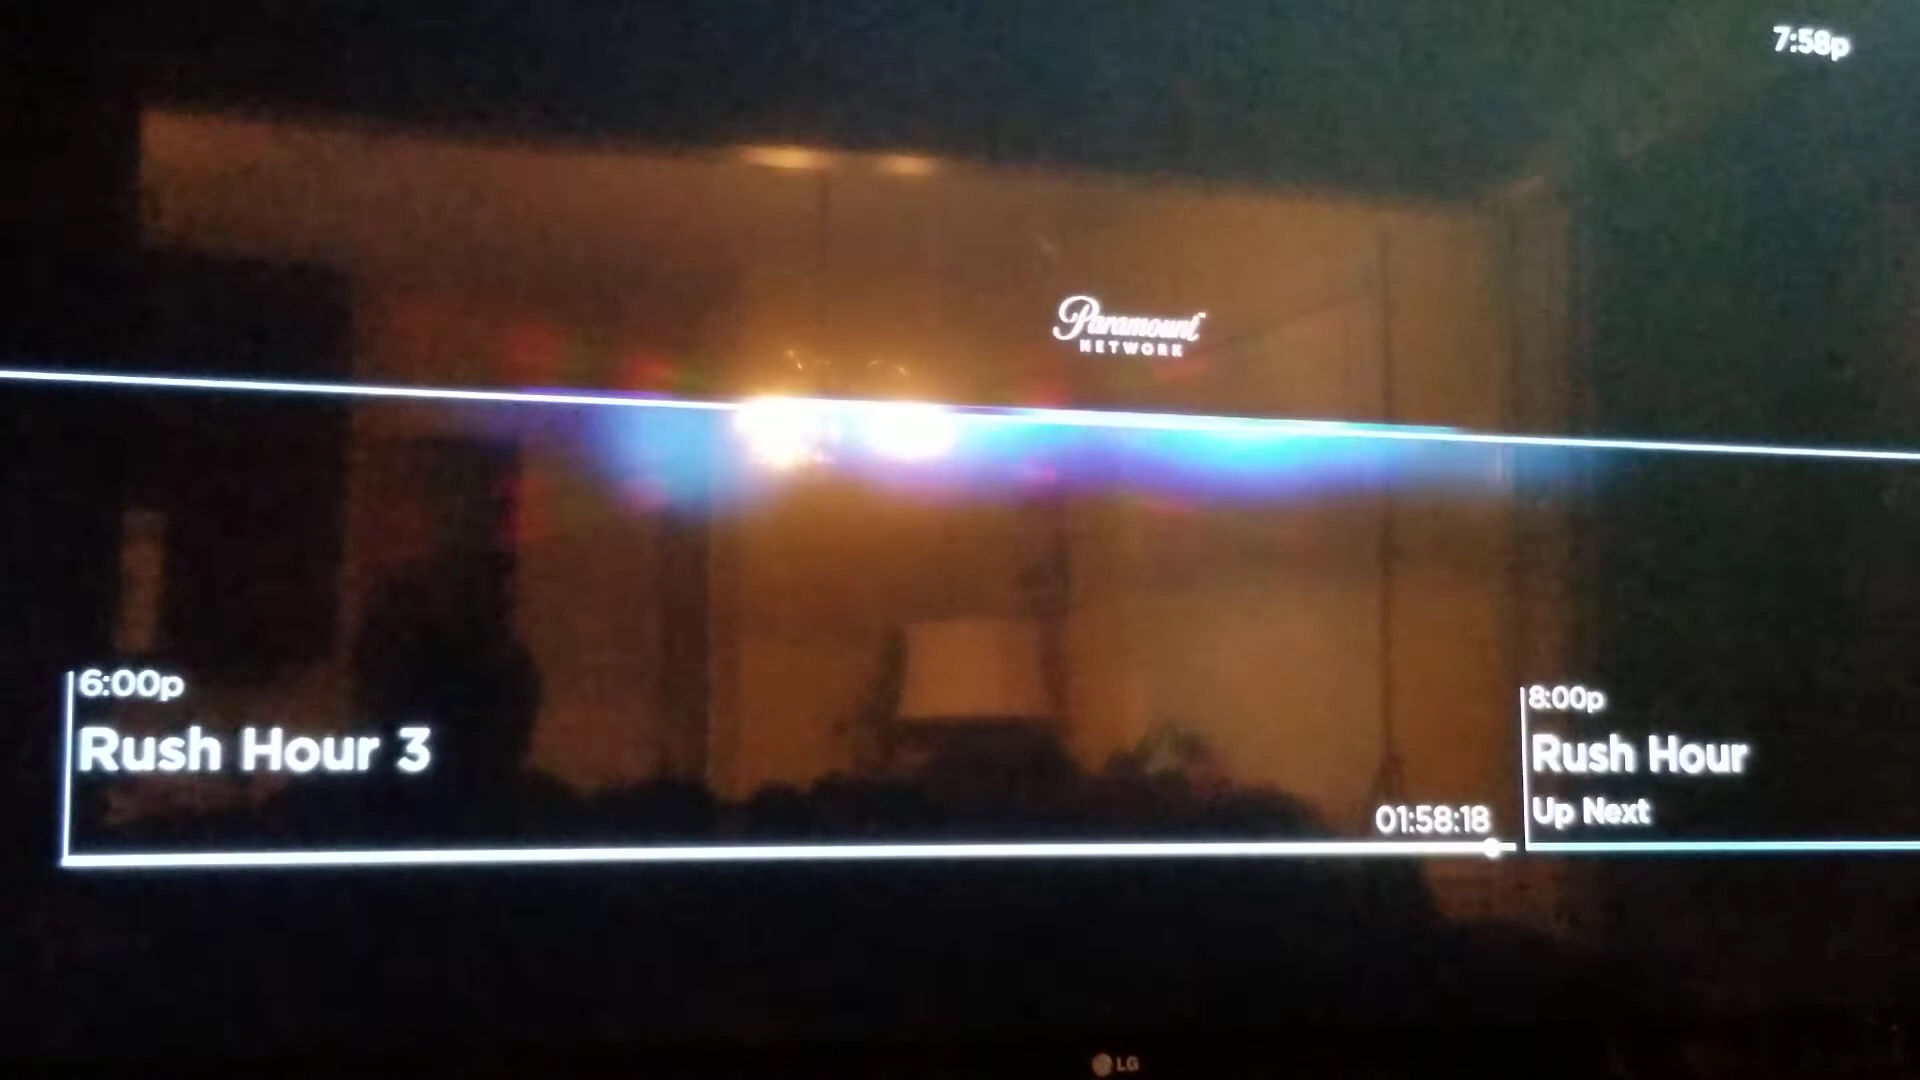 7:58p
Paramount
NETWORK
6:00p
Rush Hour 3
01:58:18
8:00p
Rush Hour
Up Next
LG